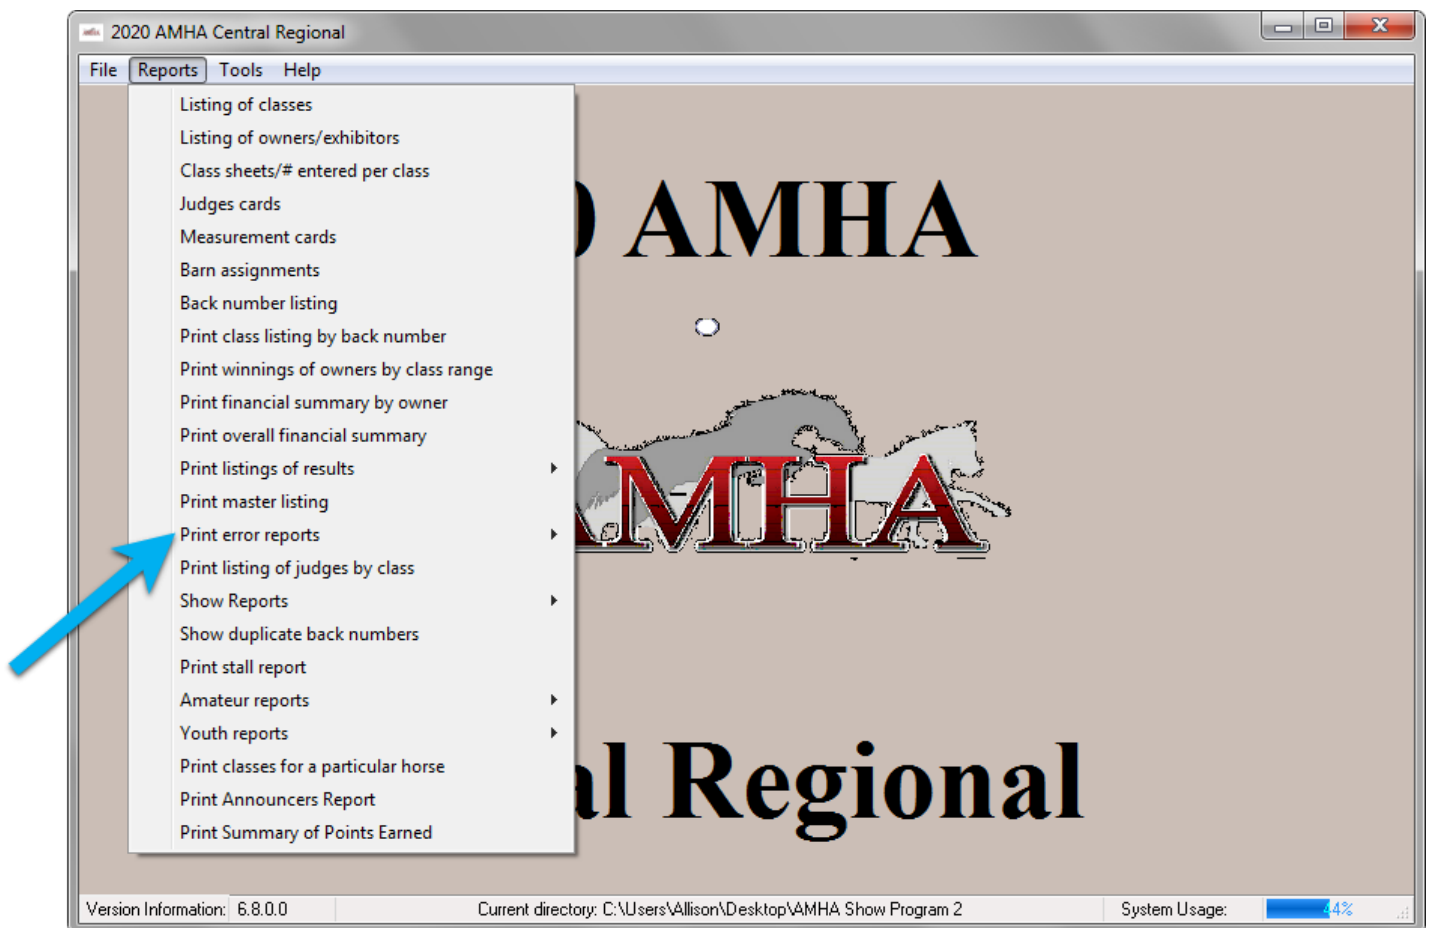 2020 AMHA Central Regional
File Reports Tools Help
Listing of classes
Listing of owners/exhibitors
Class sheets/# entered per class
Judges cards
Measurement cards
Barn assignments
Back number listing
Print class listing by back number
Print winnings of owners by class range
Print financial summary by owner
Print overall financial summary
Print listings of results
Print master listing
Print error reports
Print listing of judges by class
Show Reports
Show duplicate back numbers
Print stall report
Amateur reports
Youth reports
Print classes for a particular horse
Print Announcers Report
Print Summary of Points Earned
0 AMHA
AMHA
al Regional
Version Information: 6.8.0.0 Current directory: C:\Users\Allison\Desktop\AMHA Show Program 2 System Usage: 44%